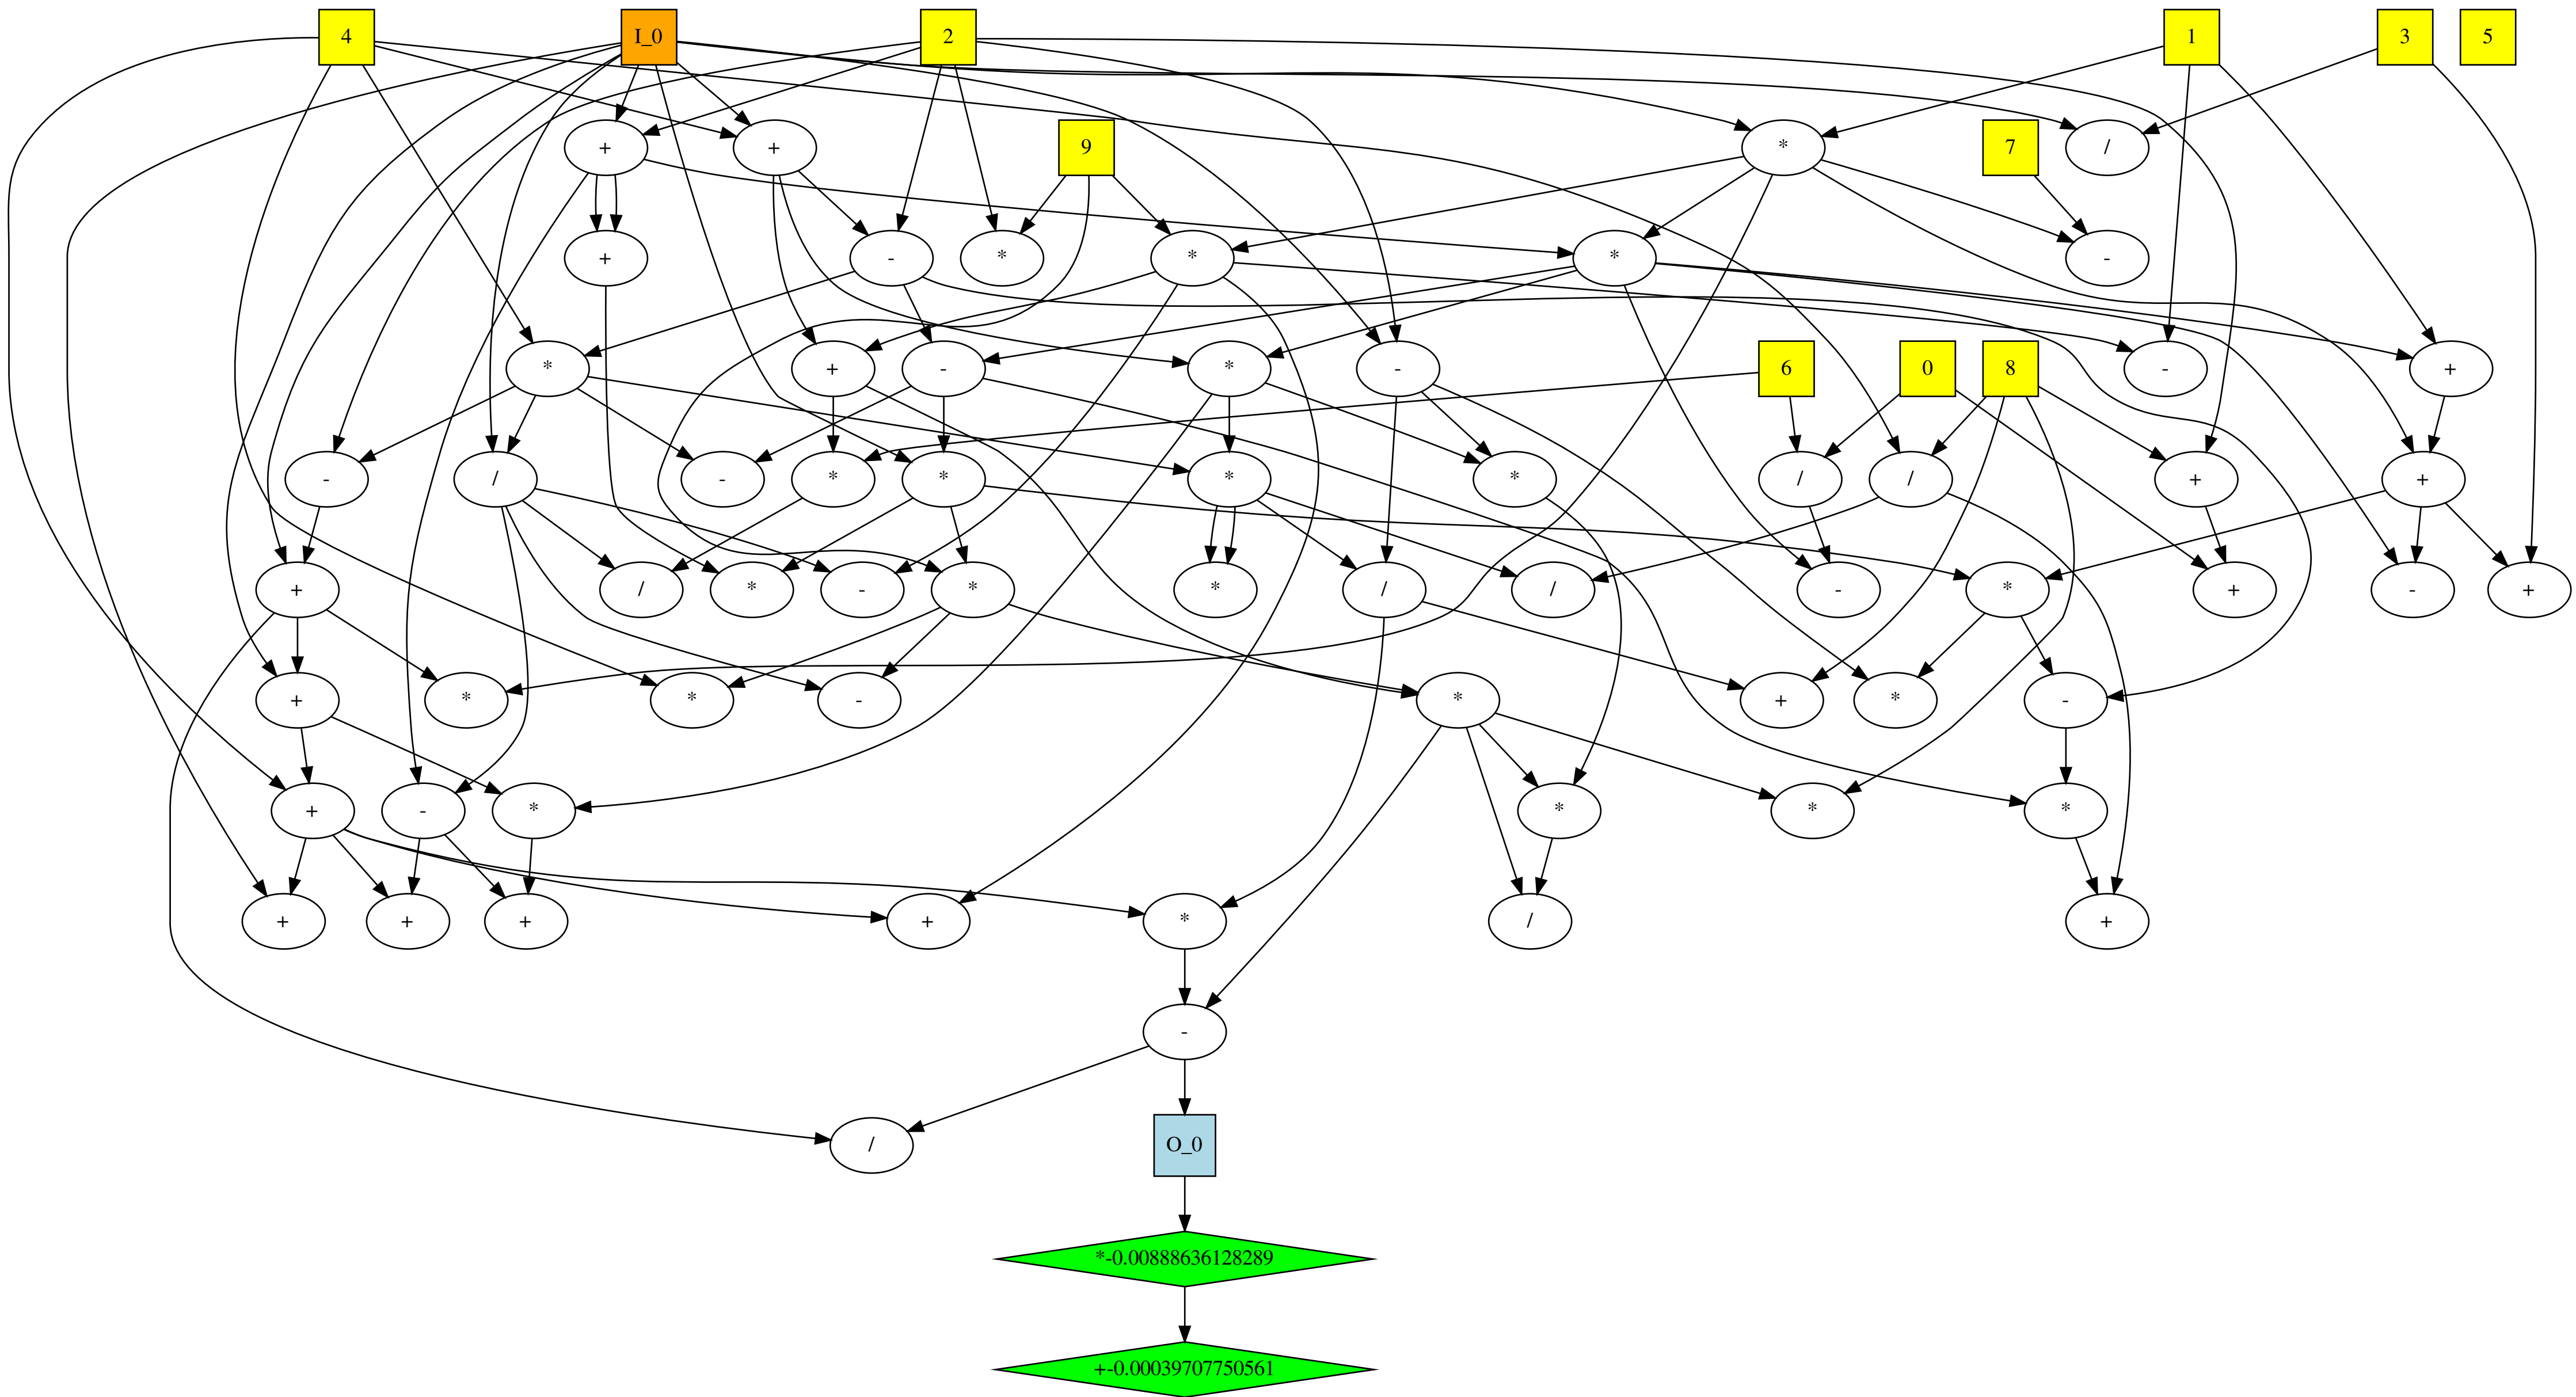 4 I_0 2 1 3 5
+ + 9 * 7 /
+ - * * * -
* + - * - 6 0 8 - +
- / - * * * * / / + +
+ / * - * * / / - * + - +
+ * * - * + * -
+ - * * * *
+ + + + * / +
-
/ O_0
*-0.00888636128289
+-0.00039707750561